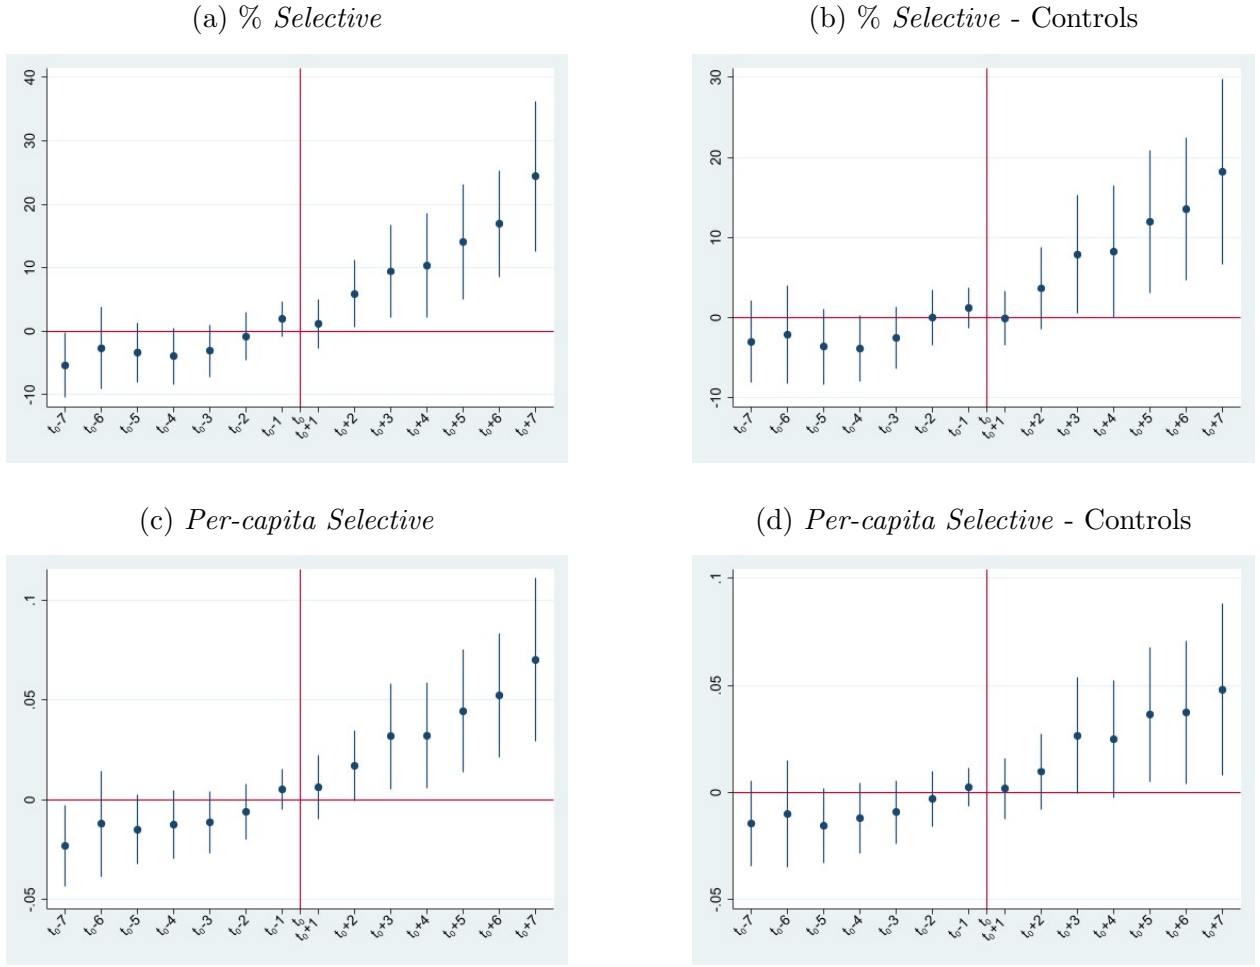 (a) % Selective
(b) % Selective - Controls
40
30
20
10
0
-10
t₀-7 t₀-6 t₀-5 t₀-4 t₀-3 t₀-2 t₀-1 t₀ t₀+1 t₀+2 t₀+3 t₀+4 t₀+5 t₀+6 t₀+7
30
20
10
0
-10
t₀-7 t₀-6 t₀-5 t₀-4 t₀-3 t₀-2 t₀-1 t₀ t₀+1 t₀+2 t₀+3 t₀+4 t₀+5 t₀+6 t₀+7
(c) Per-capita Selective
(d) Per-capita Selective - Controls
.1
.05
0
-.05
t₀-7 t₀-6 t₀-5 t₀-4 t₀-3 t₀-2 t₀-1 t₀ t₀+1 t₀+2 t₀+3 t₀+4 t₀+5 t₀+6 t₀+7
.1
.05
0
-.05
t₀-7 t₀-6 t₀-5 t₀-4 t₀-3 t₀-2 t₀-1 t₀ t₀+1 t₀+2 t₀+3 t₀+4 t₀+5 t₀+6 t₀+7